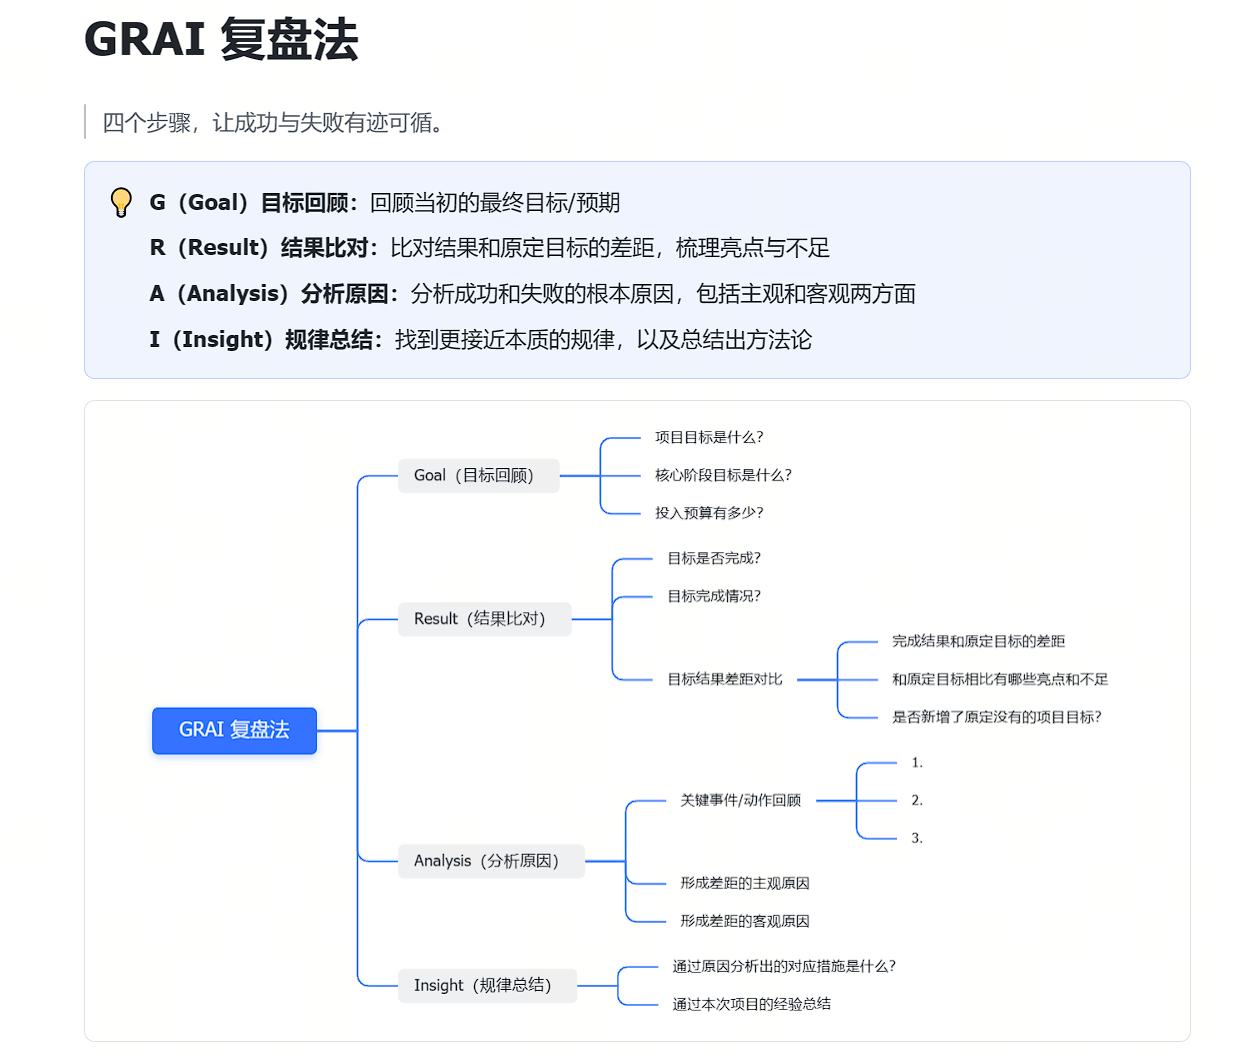 GRAI 复盘法
四个步骤，让成功与失败有迹可循。
G（Goal）目标回顾：回顾当初的最终目标/预期
R（Result）结果比对：比对结果和原定目标的差距，梳理亮点与不足
A（Analysis）分析原因：分析成功和失败的根本原因，包括主观和客观两方面
I（Insight）规律总结：找到更接近本质的规律，以及总结出方法论
GRAI 复盘法
Goal（目标回顾）
项目目标是什么？
核心阶段目标是什么？
投入预算有多少？
Result（结果比对）
目标是否完成？
目标完成情况？
目标结果差距对比
完成结果和原定目标的差距
和原定目标相比有哪些亮点和不足
是否新增了原定没有的项目目标？
Analysis（分析原因）
关键事件/动作回顾
1.
2.
3.
形成差距的主观原因
形成差距的客观原因
Insight（规律总结）
通过原因分析出的对应措施是什么？
通过本次项目的经验总结